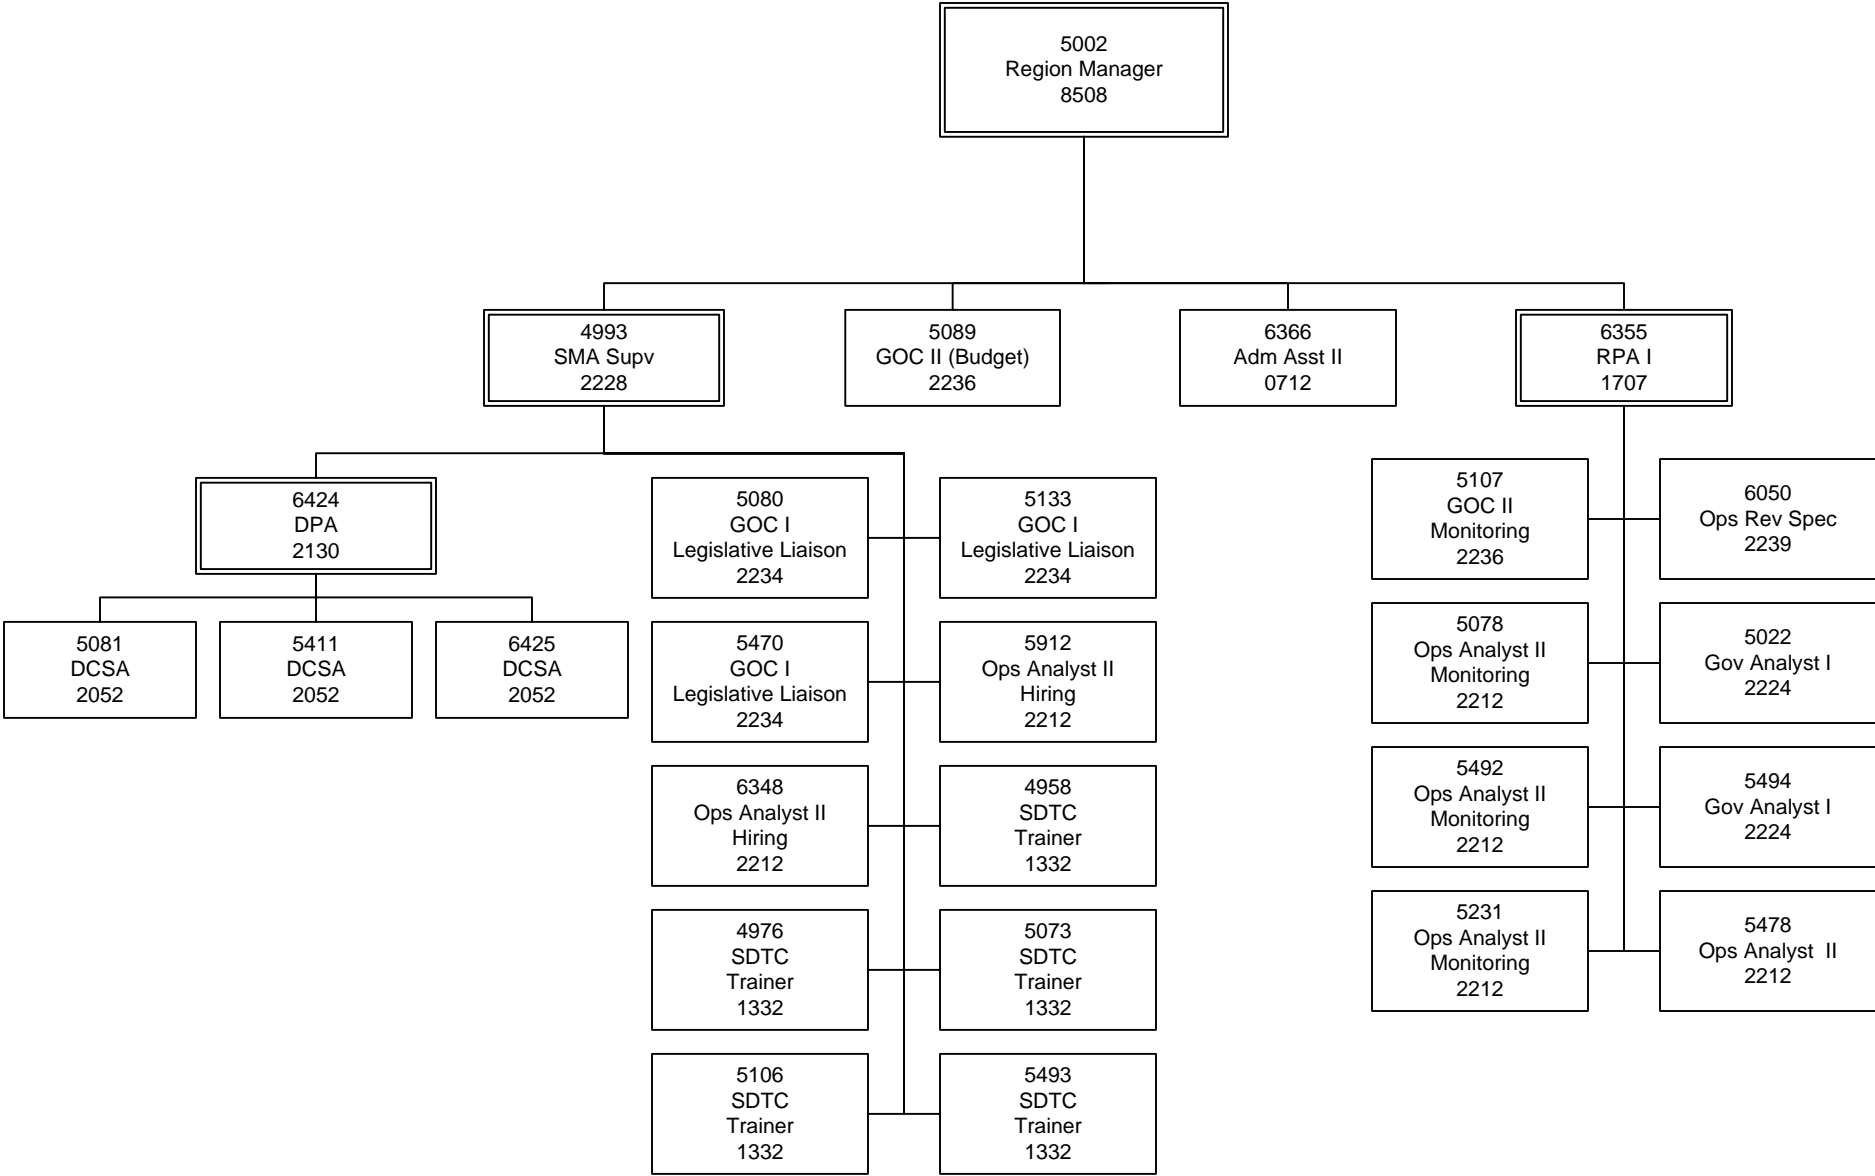 5002
Region Manager
8508
4993
SMA Supv
2228
5089
GOC II (Budget)
2236
6366
Adm Asst II
0712
6355
RPA I
1707
6424
DPA
2130
5081
DCSA
2052
5411
DCSA
2052
6425
DCSA
2052
5080
GOC I
Legislative Liaison
2234
5133
GOC I
Legislative Liaison
2234
5470
GOC I
Legislative Liaison
2234
5912
Ops Analyst II
Hiring
2212
6348
Ops Analyst II
Hiring
2212
4958
SDTC
Trainer
1332
4976
SDTC
Trainer
1332
5073
SDTC
Trainer
1332
5106
SDTC
Trainer
1332
5493
SDTC
Trainer
1332
5107
GOC II
Monitoring
2236
6050
Ops Rev Spec
2239
5078
Ops Analyst II
Monitoring
2212
5022
Gov Analyst I
2224
5492
Ops Analyst II
Monitoring
2212
5494
Gov Analyst I
2224
5231
Ops Analyst II
Monitoring
2212
5478
Ops Analyst  II
2212